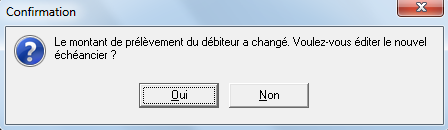 Confirmation
Le montant de prélèvement du débiteur a changé. Voulez-vous éditer le nouvel
échéancier ?
Oui
Non